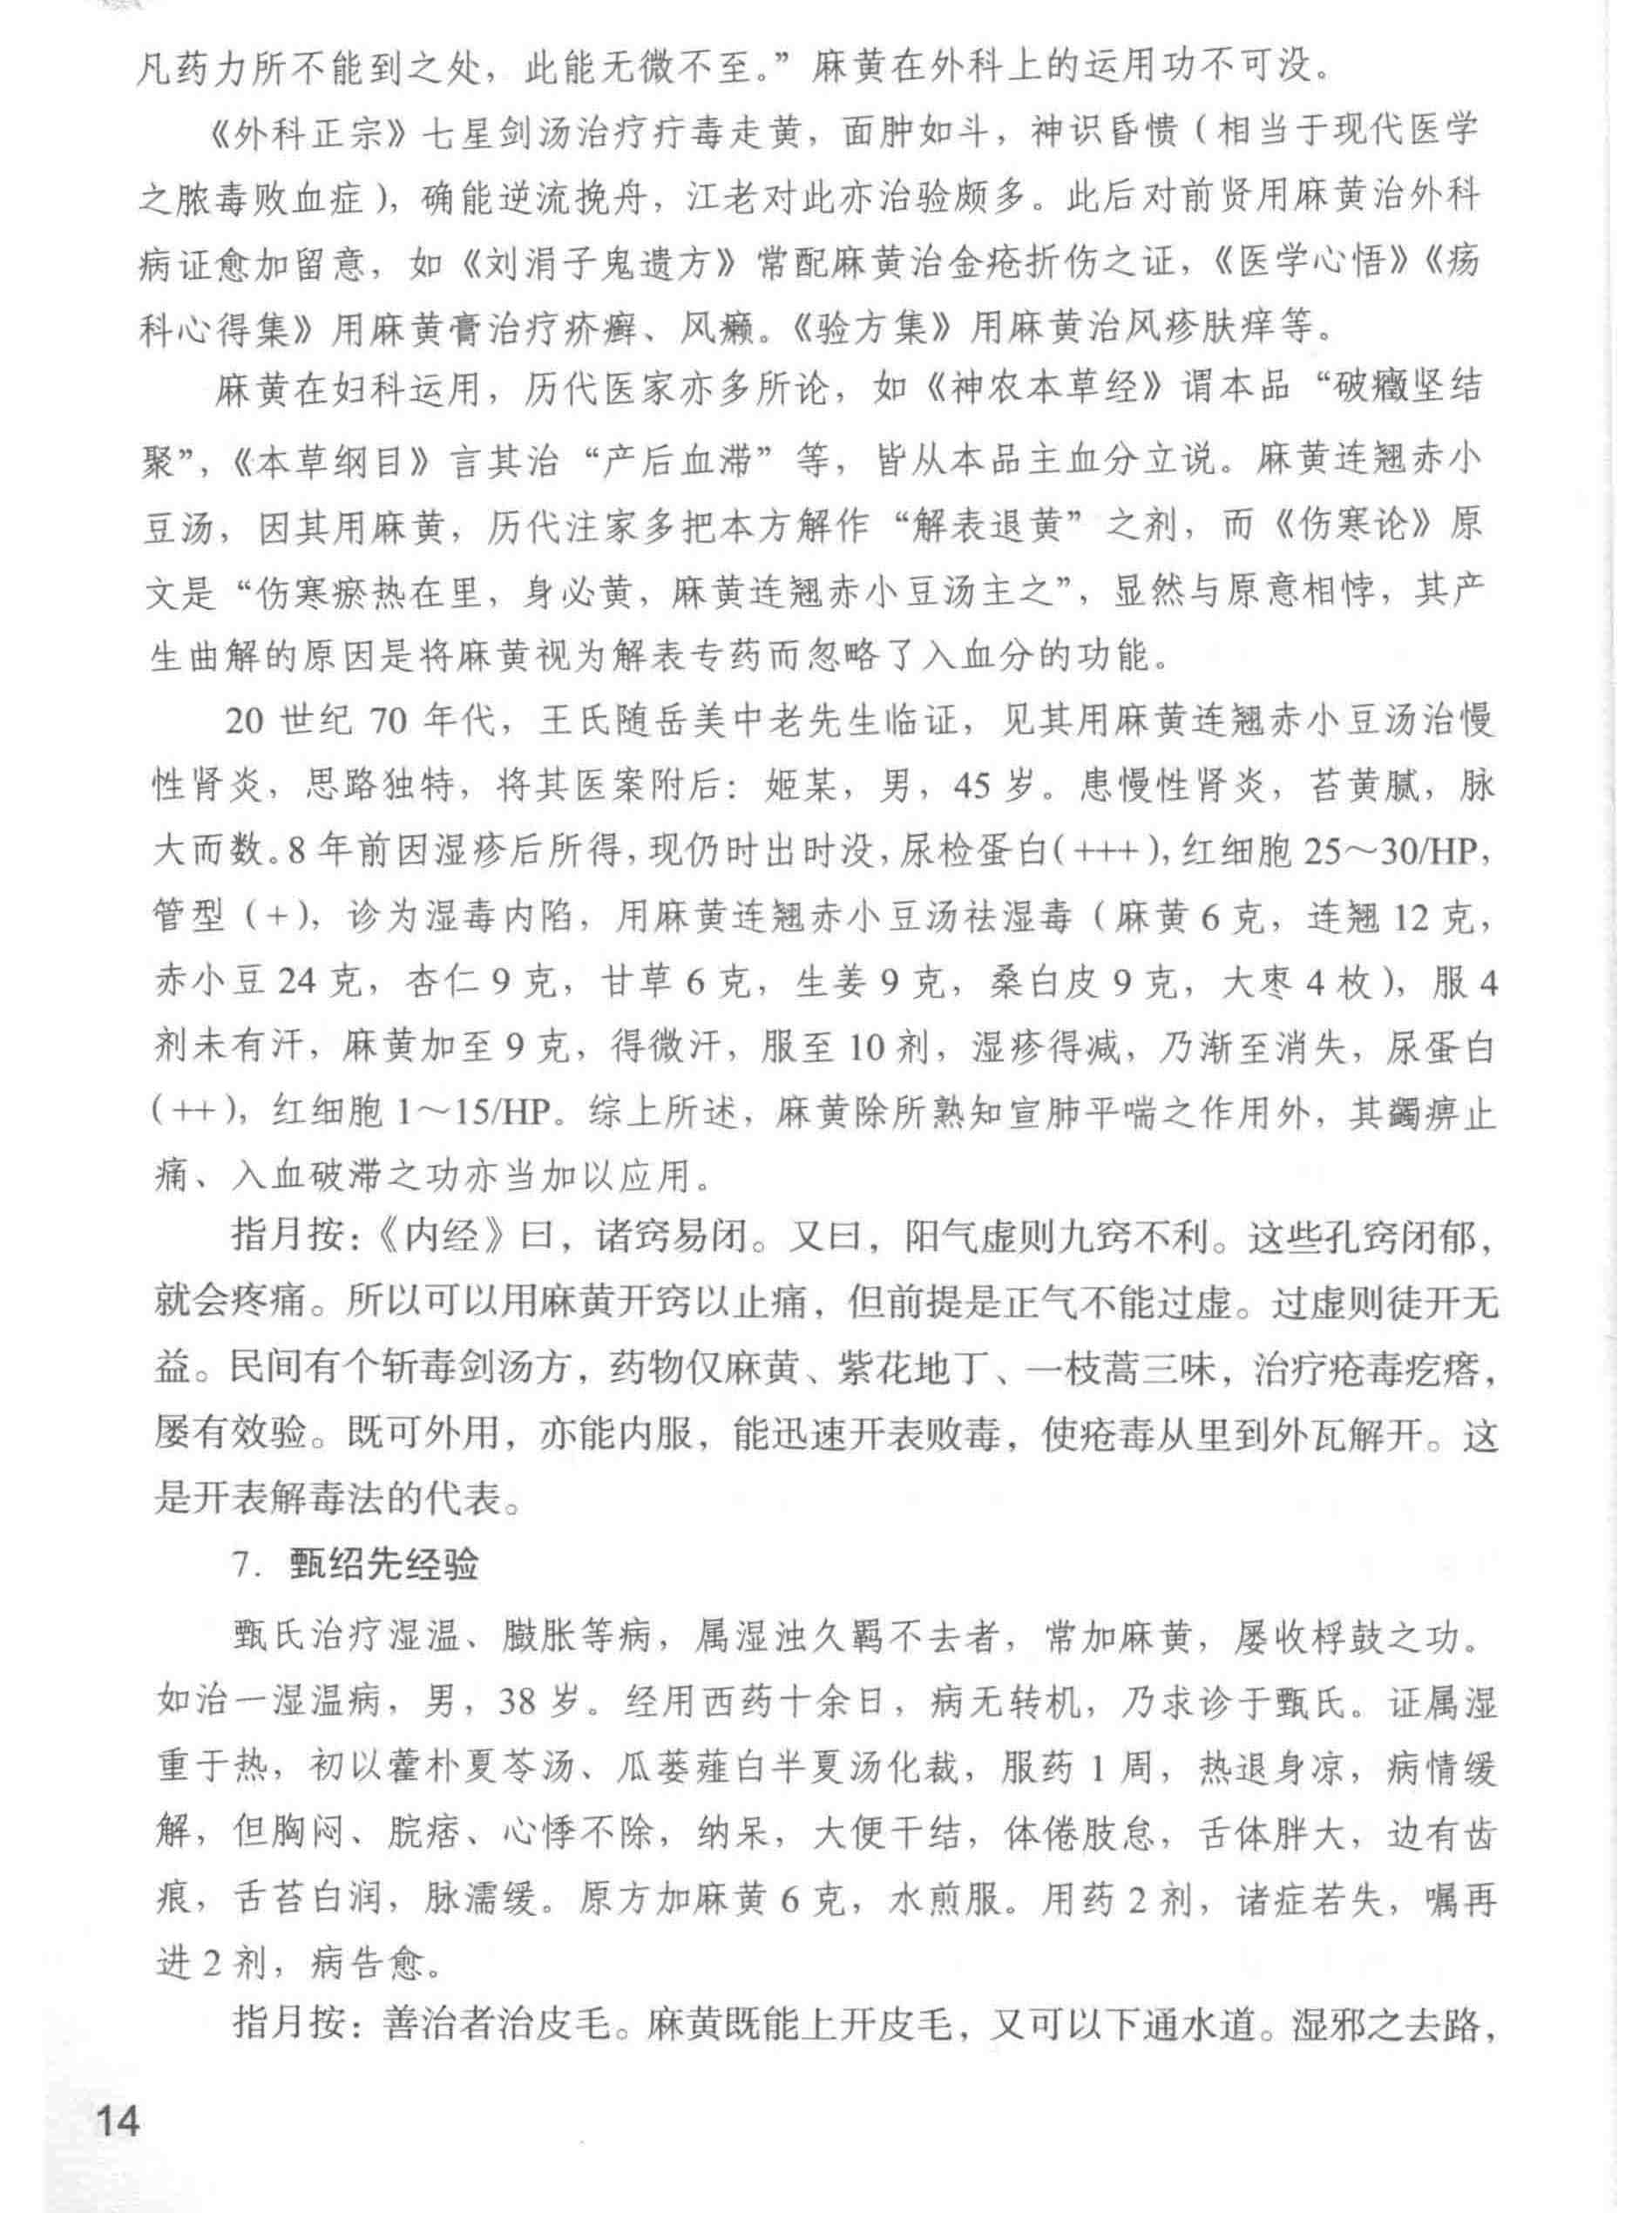 凡药力所不能到之处，此能无微不至。”麻黄在外科上的运用功不可没。
《外科正宗》七星剑汤治疗疔毒走黄，面肿如斗，神识昏愦（相当于现代医学
之脓毒败血症），确能逆流挽舟，江老对此亦治验颇多。此后对前贤用麻黄治外科
病证愈加留意，如《刘涓子鬼遗方》常配麻黄治金疮折伤之证，《医学心悟》《疡
科心得集》用麻黄膏治疗疥癣、风癞。《验方集》用麻黄治风疹肤痒等。
麻黄在妇科运用，历代医家亦多所论，如《神农本草经》谓本品“破癥坚结
聚”，《本草纲目》言其治“产后血滞”等，皆从本品主血分立说。麻黄连翘赤小
豆汤，因其用麻黄，历代注家多把本方解作“解表退黄”之剂，而《伤寒论》原
文是“伤寒瘀热在里，身必黄，麻黄连翘赤小豆汤主之”，显然与原意相悖，其产
生曲解的原因是将麻黄视为解表专药而忽略了入血分的功能。
20 世纪 70 年代，王氏随岳美中老先生临证，见其用麻黄连翘赤小豆汤治慢
性肾炎，思路独特，将其医案附后：姬某，男，45 岁。患慢性肾炎，苔黄腻，脉
大而数。8 年前因湿疹后所得，现仍时出时没，尿检蛋白（+++），红细胞 25～30/HP，
管型（+），诊为湿毒内陷，用麻黄连翘赤小豆汤祛湿毒（麻黄 6 克，连翘 12 克，
赤小豆 24 克，杏仁 9 克，甘草 6 克，生姜 9 克，桑白皮 9 克，大枣 4 枚），服 4
剂未有汗，麻黄加至 9 克，得微汗，服至 10 剂，湿疹得减，乃渐至消失，尿蛋白
（++），红细胞 1～15/HP。综上所述，麻黄除所熟知宣肺平喘之作用外，其蠲痹止
痛、入血破滞之功亦当加以应用。
指月按：《内经》曰，诸窍易闭。又曰，阳气虚则九窍不利。这些孔窍闭郁，
就会疼痛。所以可以用麻黄开窍以止痛，但前提是正气不能过虚。过虚则徒开无
益。民间有个斩毒剑汤方，药物仅麻黄、紫花地丁、一枝蒿三味，治疗疮毒疙瘩，
屡有效验。既可外用，亦能内服，能迅速开表败毒，使疮毒从里到外瓦解开。这
是开表解毒法的代表。
7. 甄绍先经验
甄氏治疗湿温、臌胀等病，属湿浊久羁不去者，常加麻黄，屡收桴鼓之功。
如治一湿温病，男，38 岁。经用西药十余日，病无转机，乃求诊于甄氏。证属湿
重于热，初以藿朴夏苓汤、瓜蒌薤白半夏汤化裁，服药 1 周，热退身凉，病情缓
解，但胸闷、脘痞、心悸不除，纳呆，大便干结，体倦肢怠，舌体胖大，边有齿
痕，舌苔白润，脉濡缓。原方加麻黄 6 克，水煎服。用药 2 剂，诸症若失，嘱再
进 2 剂，病告愈。
指月按：善治者治皮毛。麻黄既能上开皮毛，又可以下通水道。湿邪之去路，
14